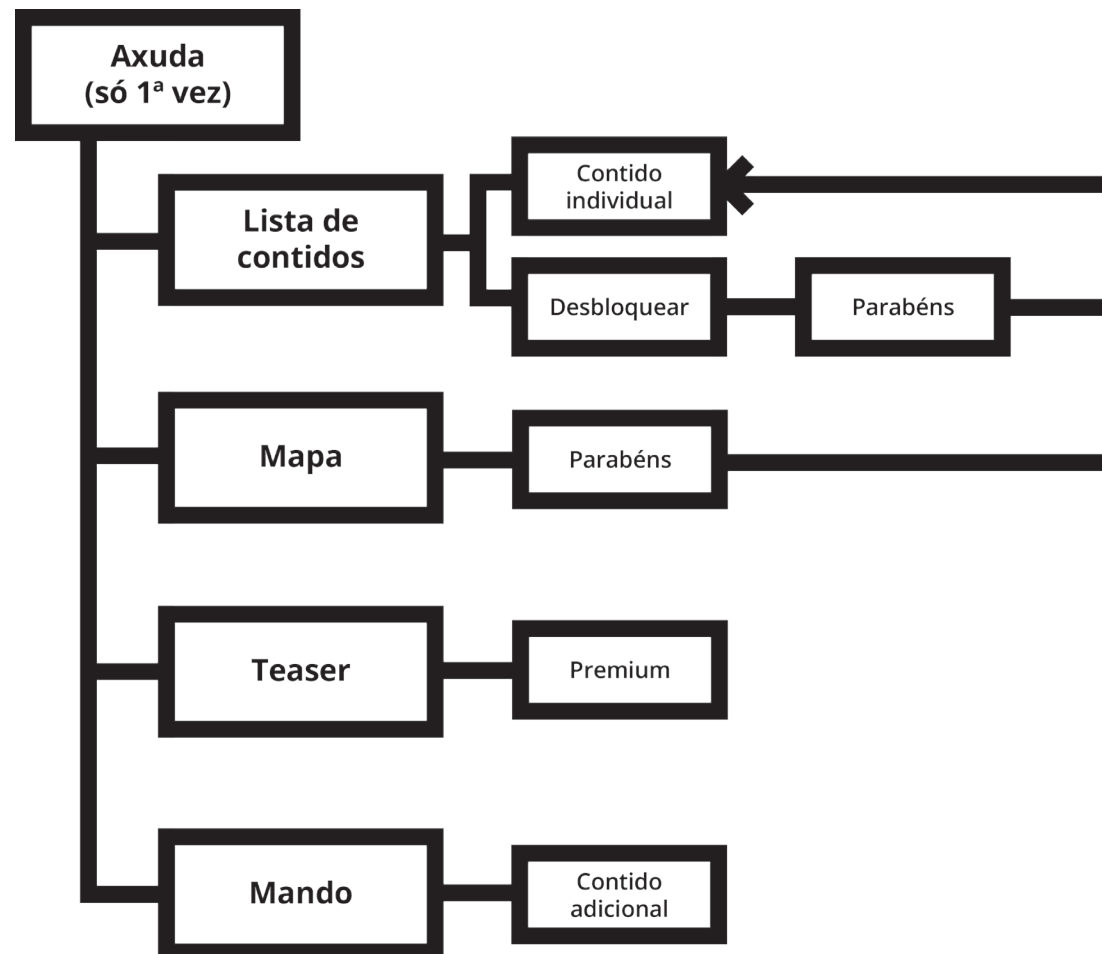 Axuda
(só 1ª vez)
Lista de
contidos
Contido
individual
Desbloquear
Parabéns
Mapa
Parabéns
Teaser
Premium
Mando
Contido
adicional